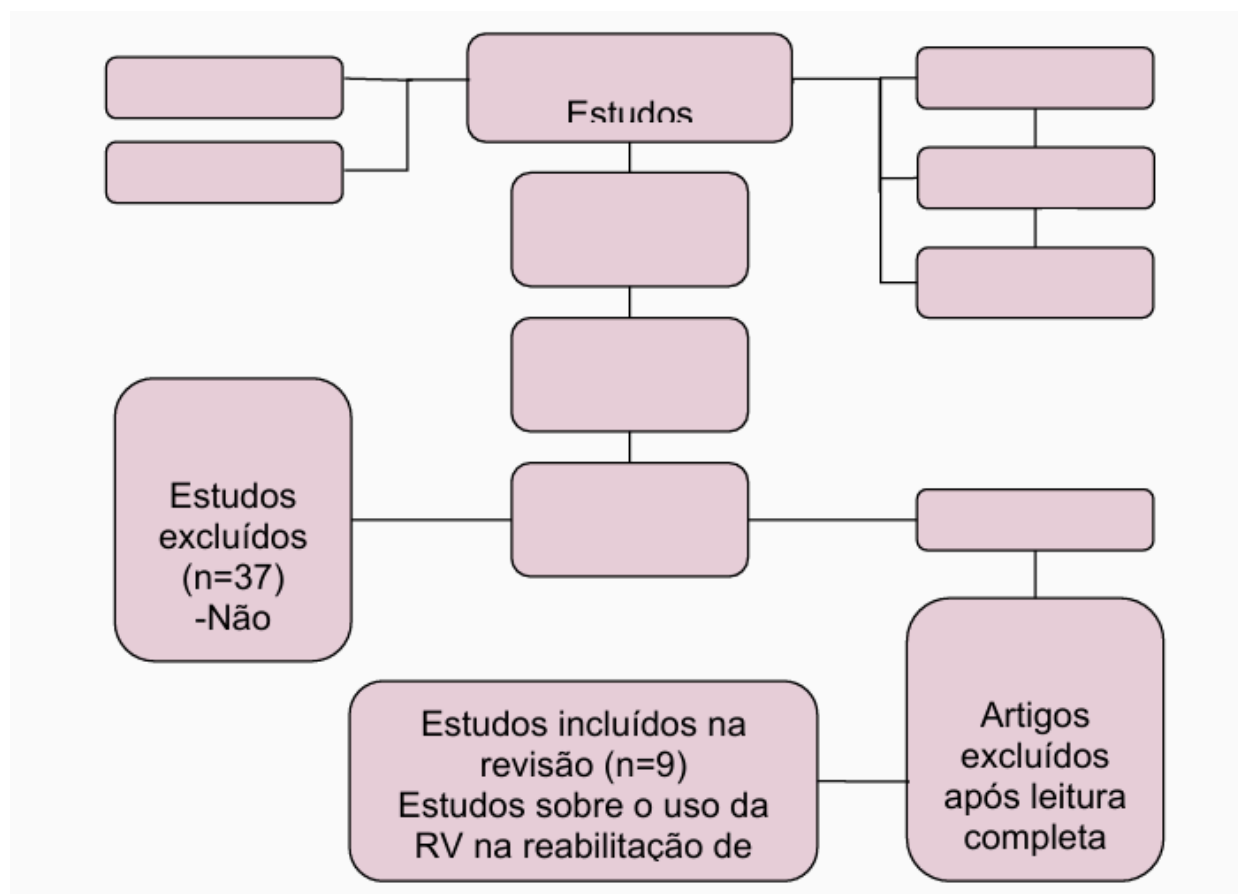 Estudos
Estudos
excluídos
(n=37)
-Não
Estudos incluídos na
revisão (n=9)
Estudos sobre o uso da
RV na reabilitação de
Artigos
excluídos
após leitura
completa